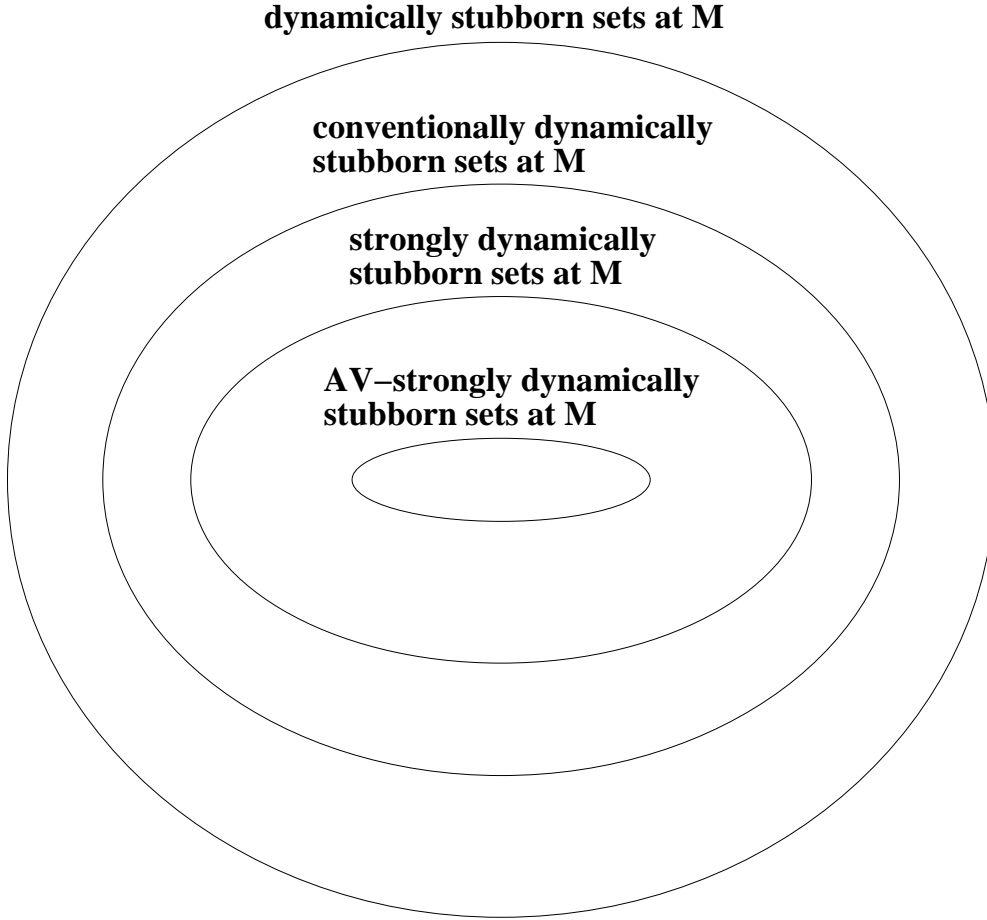 dynamically stubborn sets at M
conventionally dynamically
stubborn sets at M
strongly dynamically
stubborn sets at M
AV−strongly dynamically
stubborn sets at M